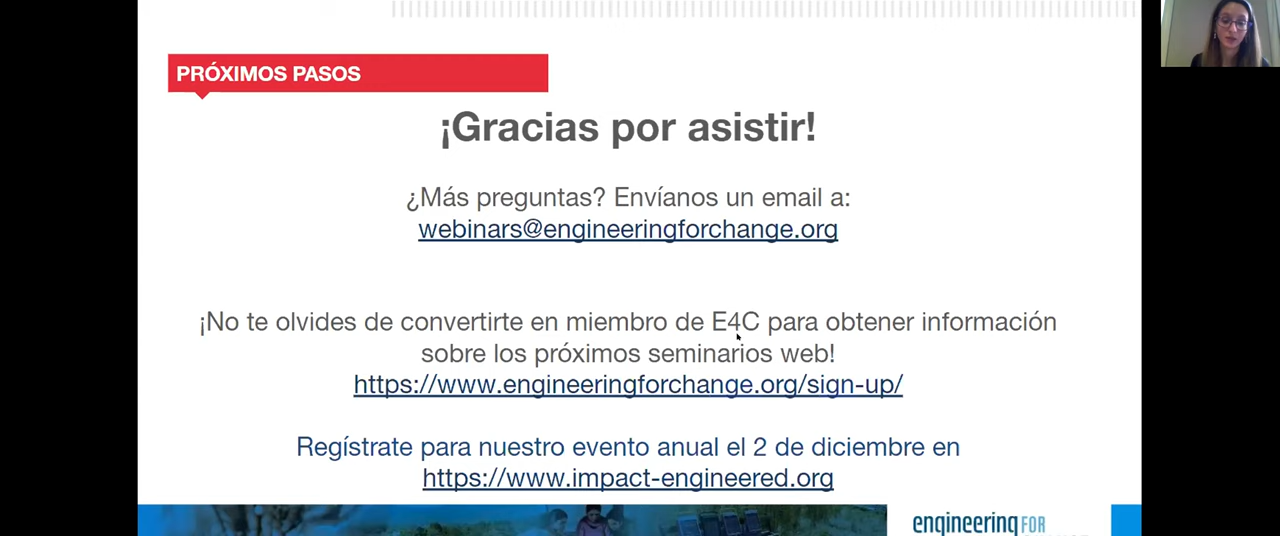 PRÓXIMOS PASOS
¡Gracias por asistir!
¿Más preguntas? Envíanos un email a:
webinars@engineeringforchange.org
¡No te olvides de convertirte en miembro de E4C para obtener información
sobre los próximos seminarios web!
https://www.engineeringforchange.org/sign-up/
Regístrate para nuestro evento anual el 2 de diciembre en
https://www.impact-engineered.org
engineering FOR